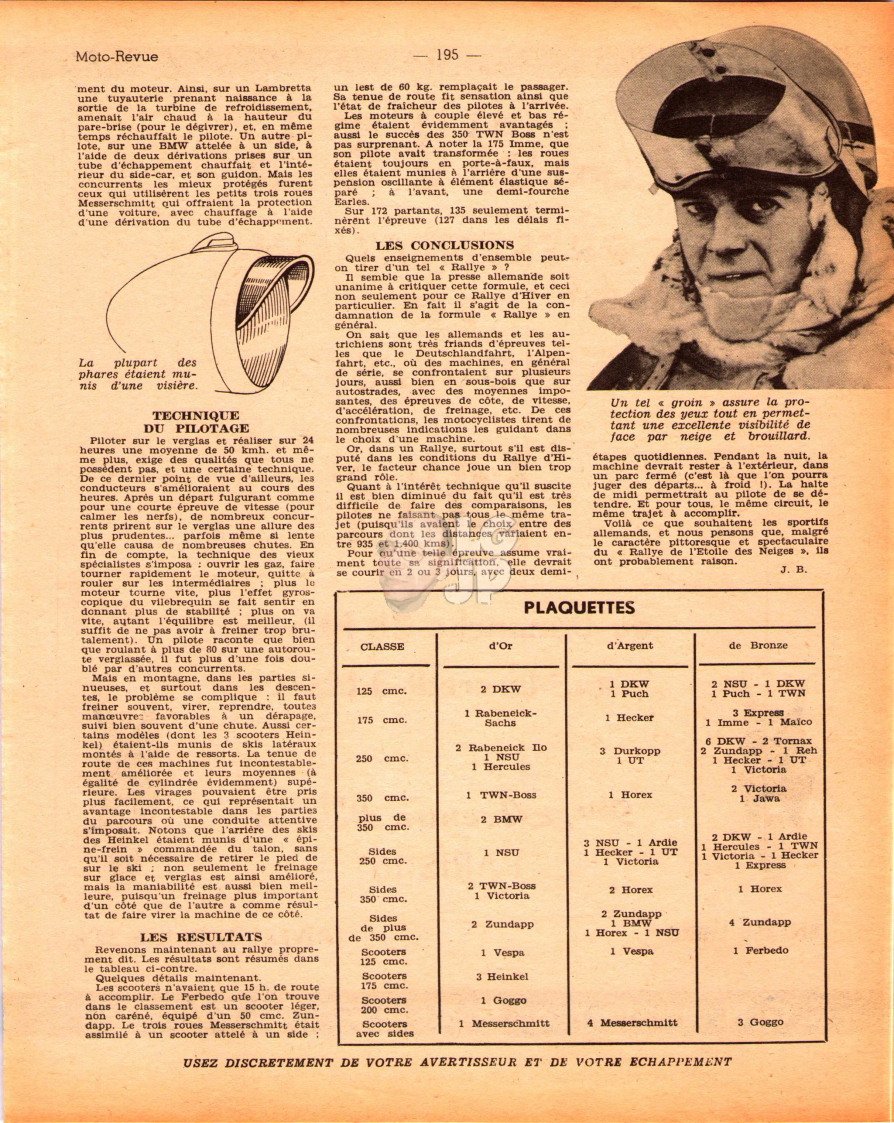 Moto-Revue
— 195 —
ment du moteur. Ainsi, sur un Lambretta
une tuyauterie prenant naissance à la
sortie de la turbine de refroidissement,
amenait l'air chaud à la hauteur du
pare-brise (pour le dégivrer), et, en même
temps réchauffait le pilote. Un autre pi-
lote, sur une BMW attelée à un side, à
l'aide de deux dérivations prises sur un
tube d'échappement chauffait et l'inté-
rieur du side-car, et son guidon. Mais les
concurrents les mieux protégés furent
ceux qui utilisèrent les petits trois roues
Messerschmitt qui offraient la protection
d'une voiture, avec chauffage à l'aide
d'une dérivation du tube d'échappement.
La plupart des
phares étaient mu-
nis d'une visière.
TECHNIQUE
DU PILOTAGE
Piloter sur le verglas et réaliser sur 24
heures une moyenne de 50 kmh. et mê-
me plus, exige des qualités que tous ne
possèdent pas, et une certaine technique.
De ce dernier point de vue d'ailleurs, les
conducteurs s'amélioraient au cours des
heures. Après un départ fulgurant comme
pour une courte épreuve de vitesse (pour
calmer les nerfs), de nombreux concur-
rents prirent sur le verglas une allure des
plus prudentes... parfois même si lente
qu'elle causa de nombreuses chutes. En
fin de compte, la technique des vieux
spécialistes s'imposa : ouvrir les gaz, faire
tourner rapidement le moteur, quitte à
rouler sur les intermédiaires ; plus le
moteur tourne vite, plus l'effet gyros-
copique du vilebrequin se fait sentir en
donnant plus de stabilité ; plus on va
vite, autant l'équilibre est meilleur, (il
suffit de ne pas avoir à freiner trop bru-
talement). Un pilote raconte que bien
que roulant à plus de 80 sur une autorou-
te verglassée, il fut plus d'une fois dou-
blé par d'autres concurrents.
Mais en montagne, dans les parties si-
nueuses, et surtout dans les descen-
tes, le problème se complique : il faut
freiner souvent, virer, reprendre, toutes
manœuvres favorables à un dérapage,
suivi bien souvent d'une chute. Aussi cer-
tains modèles (dont les 3 scooters Hein-
kel) étaient-ils munis de skis latéraux
montés à l'aide de ressorts. La tenue de
route de ces machines fut incontestable-
ment améliorée et leurs moyennes (à
égalité de cylindrée évidemment) supé-
rieure. Les virages pouvaient être pris
plus facilement, ce qui représentait un
avantage incontestable dans les parties
du parcours où une conduite attentive
s'imposait. Notons que l'arrière des skis
des Heinkel étaient munis d'une « épi-
ne-frein » commandée du talon, sans
qu'il soit nécessaire de retirer le pied de
sur le ski ; non seulement le freinage
sur glace et verglas est ainsi amélioré,
mais la maniabilité est aussi bien meil-
leure, puisqu'un freinage plus important
d'un côté que de l'autre a comme résul-
tat de faire virer la machine de ce côté.
LES RESULTATS
Revenons maintenant au rallye propre-
ment dit. Les résultats sont résumés dans
le tableau ci-contre.
Quelques détails maintenant.
Les scooters n'avaient que 15 h. de route
à accomplir. Le Ferbedo que l'on trouve
dans le classement est un scooter léger,
non caréné, équipé d'un 50 cmc. Zun-
dapp. Le trois roues Messerschmitt était
assimilé à un scooter attelé à un side ;
un lest de 60 kg. remplaçait le passager.
Sa tenue de route fit sensation ainsi que
l'état de fraîcheur des pilotes à l'arrivée.
Les moteurs à couple élevé et bas ré-
gime étaient évidemment avantagés ;
aussi le succès des 350 TWN Boss n'est
pas surprenant. A noter la 175 Imme, que
son pilote avait transformée : les roues
étaient toujours en porte-à-faux, mais
elles étaient munies à l'arrière d'une sus-
pension oscillante à élément élastique sé-
paré ; à l'avant, une demi-fourche
Earles.
Sur 172 partants, 135 seulement termi-
nèrent l'épreuve (127 dans les délais fi-
xés).
LES CONCLUSIONS
Quels enseignements d'ensemble peut-
on tirer d'un tel « Rallye » ?
Il semble que la presse allemande soit
unanime à critiquer cette formule, et ceci
non seulement pour ce Rallye d'Hiver en
particulier. En fait il s'agit de la con-
damnation de la formule « Rallye » en
général.
On sait que les allemands et les au-
trichiens sont très friands d'épreuves tel-
les que le Deutschlandfahrt, l'Alpen-
fahrt, etc., où des machines, en général
de série, se confrontaient sur plusieurs
jours, aussi bien en sous-bois que sur
autostrades, avec des moyennes impo-
santes, des épreuves de côte, de vitesse,
d'accélération, de freinage, etc. De ces
confrontations, les motocyclistes tirent de
nombreuses indications les guidant dans
le choix d'une machine.
Or, dans un Rallye, surtout s'il est dis-
puté dans les conditions du Rallye d'Hi-
ver, le facteur chance joue un bien trop
grand rôle.
Quant à l'intérêt technique qu'il suscite
il est bien diminué du fait qu'il est très
difficile de faire des comparaisons, les
pilotes ne faisant pas tous le même tra-
jet (puisqu'ils avaient le choix entre des
parcours dont les distances variaient en-
tre 935 et 1.400 kms).
Pour qu'une telle épreuve assume vrai-
ment toute sa signification, elle devrait
se courir en 2 ou 3 jours, avec deux demi-
Un tel « groin » assure la pro-
tection des yeux tout en permet-
tant une excellente visibilité de
face par neige et brouillard.
étapes quotidiennes. Pendant la nuit, la
machine devrait rester à l'extérieur, dans
un parc fermé (c'est là que l'on pourra
juger des départs... à froid !). La halte
de midi permettrait au pilote de se dé-
tendre. Et pour tous, le même circuit, le
même trajet à accomplir.
Voilà ce que souhaitent les sportifs
allemands, et nous pensons que, malgré
le caractère pittoresque et spectaculaire
du « Rallye de l'Etoile des Neiges », ils
ont probablement raison.
J. B.
PLAQUETTES
CLASSE d'Or d'Argent de Bronze
125 cmc. 2 DKW 1 DKW 1 Puch 2 NSU - 1 DKW 1 Puch - 1 TWN
175 cmc. 1 Rabeneick-Sachs 1 Hecker 3 Express 1 Imme - 1 Maïco
250 cmc. 2 Rabeneick Ilo 1 NSU 1 Hercules 3 Durkopp 1 UT 6 DKW - 2 Tornax 2 Zundapp - 1 Reh 1 Hecker - 1 UT 1 Victoria
350 cmc. 1 TWN-Boss 1 Horex 2 Victoria 1 Jawa
plus de 350 cmc. 2 BMW
Sides 250 cmc. 1 NSU 3 NSU - 1 Ardie 1 Hecker - 1 UT 1 Victoria 2 DKW - 1 Ardie 1 Hercules - 1 TWN 1 Victoria - 1 Hecker 1 Express
Sides 350 cmc. 2 TWN-Boss 1 Victoria 2 Horex 1 Horex
Sides de plus de 350 cmc. 2 Zundapp 2 Zundapp 1 BMW 1 Horex - 1 NSU 4 Zundapp
Scooters 125 cmc. 1 Vespa 1 Vespa 1 Ferbedo
Scooters 175 cmc. 3 Heinkel
Scooters 200 cmc. 1 Goggo
Scooters avec sides 1 Messerschmitt 4 Messerschmitt 3 Goggo
USEZ DISCRETEMENT DE VOTRE AVERTISSEUR ET DE VOTRE ECHAPPEMENT